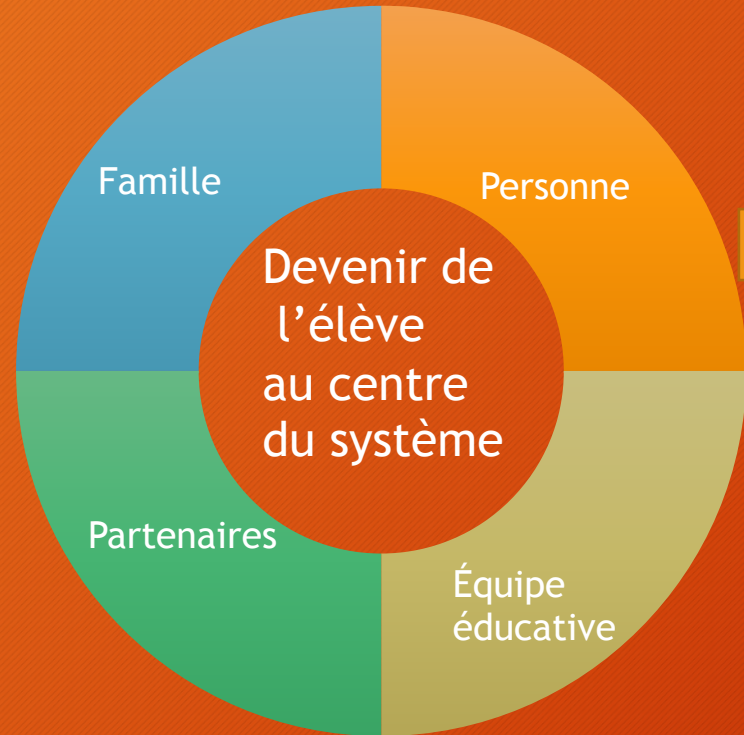 Famille
Personne
Devenir de
l’élève
au centre
du système
Partenaires
Équipe
éducative